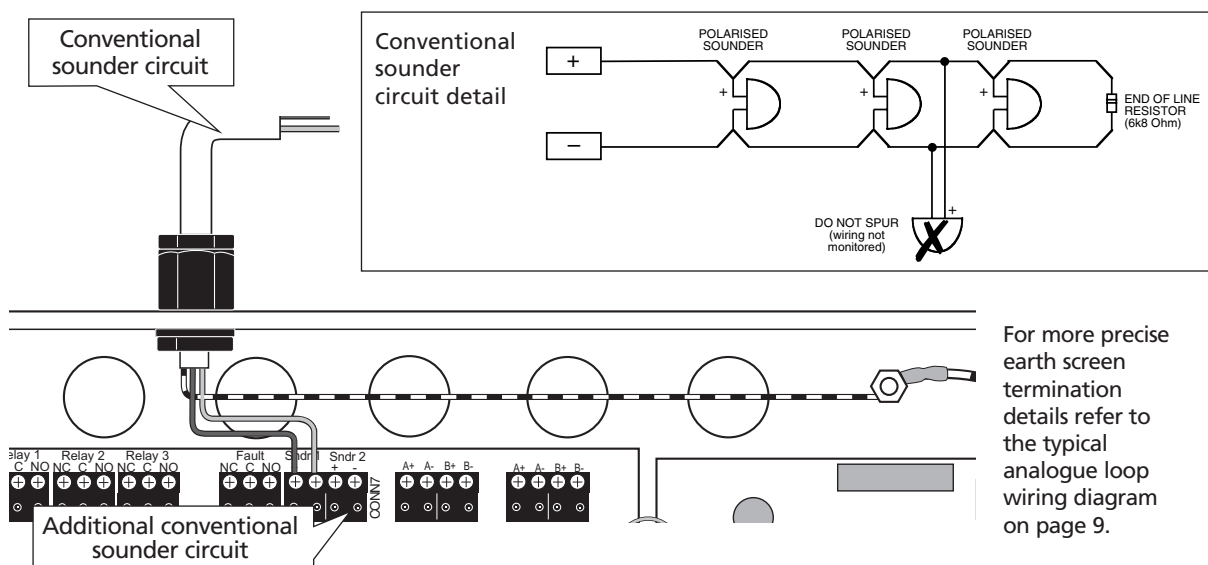 Conventional
sounder circuit
Conventional
sounder
circuit detail
+
−
POLARISED
SOUNDER
POLARISED
SOUNDER
POLARISED
SOUNDER
+
+
+
END OF LINE
RESISTOR
(6k8 Ohm)
DO NOT SPUR
(wiring not
monitored)
+
X
For more precise
earth screen
termination
details refer to
the typical
analogue loop
wiring diagram
on page 9.
elay 1 Relay 2 Relay 3 Fault Sndr 1 Sndr 2
C NO NC C NO NC C NO NC C NO + -
A+ A- B+ B- A+ A- B+ B-
CONN7
Additional conventional
sounder circuit